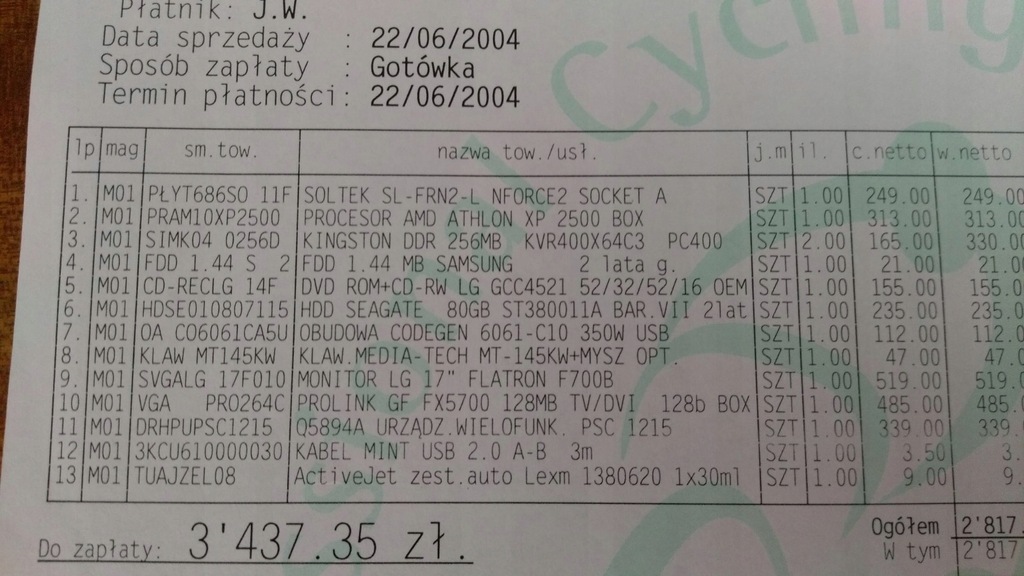 Płatnik: J.W.
Data sprzedaży : 22/06/2004
Sposób zapłaty : Gotówka
Termin płatności: 22/06/2004
Cycling
lp mag sm.tow. nazwa tow./usł. j.m il. c.netto w.netto
1. M01 PŁYT686SO 11F SOLTEK SL-FRN2-L NFORCE2 SOCKET A SZT 1.00 249.00 249.00
2. M01 PRAM10XP2500 PROCESOR AMD ATHLON XP 2500 BOX SZT 1.00 313.00 313.00
3. M01 SIMK04 0256D KINGSTON DDR 256MB KVR400X64C3 PC400 SZT 2.00 165.00 330.00
4. M01 FDD 1.44 S 2 FDD 1.44 MB SAMSUNG 2 lata g. SZT 1.00 21.00 21.00
5. M01 CD-RECLG 14F DVD ROM+CD-RW LG GCC4521 52/32/52/16 OEM SZT 1.00 155.00 155.0
6. M01 HDSE010807115 HDD SEAGATE 80GB ST380011A BAR.VII 2lat SZT 1.00 235.00 235.0
7. M01 OA CO6061CA5U OBUDOWA CODEGEN 6061-C10 350W USB SZT 1.00 112.00 112.0
8. M01 KLAW MT145KW KLAW.MEDIA-TECH MT-145KW+MYSZ OPT. SZT 1.00 47.00 47.0
9. M01 SVGALG 17F010 MONITOR LG 17" FLATRON F700B SZT 1.00 519.00 519.
10 M01 VGA PRO264C PROLINK GF FX5700 128MB TV/DVI 128b BOX SZT 1.00 485.00 485.
11 M01 DRHPUPSC1215 Q5894A URZĄDZ.WIELOFUNK. PSC 1215 SZT 1.00 339.00 339.
12 M01 3KCU610000030 KABEL MINT USB 2.0 A-B 3m SZT 1.00 3.50 3.
13 M01 TUAJZEL08 ActiveJet zest.auto Lexm 1380620 1x30ml SZT 1.00 9.00 9.
Do zapłaty: 3'437.35 zł.
Ogółem 2'817.
W tym 2'817